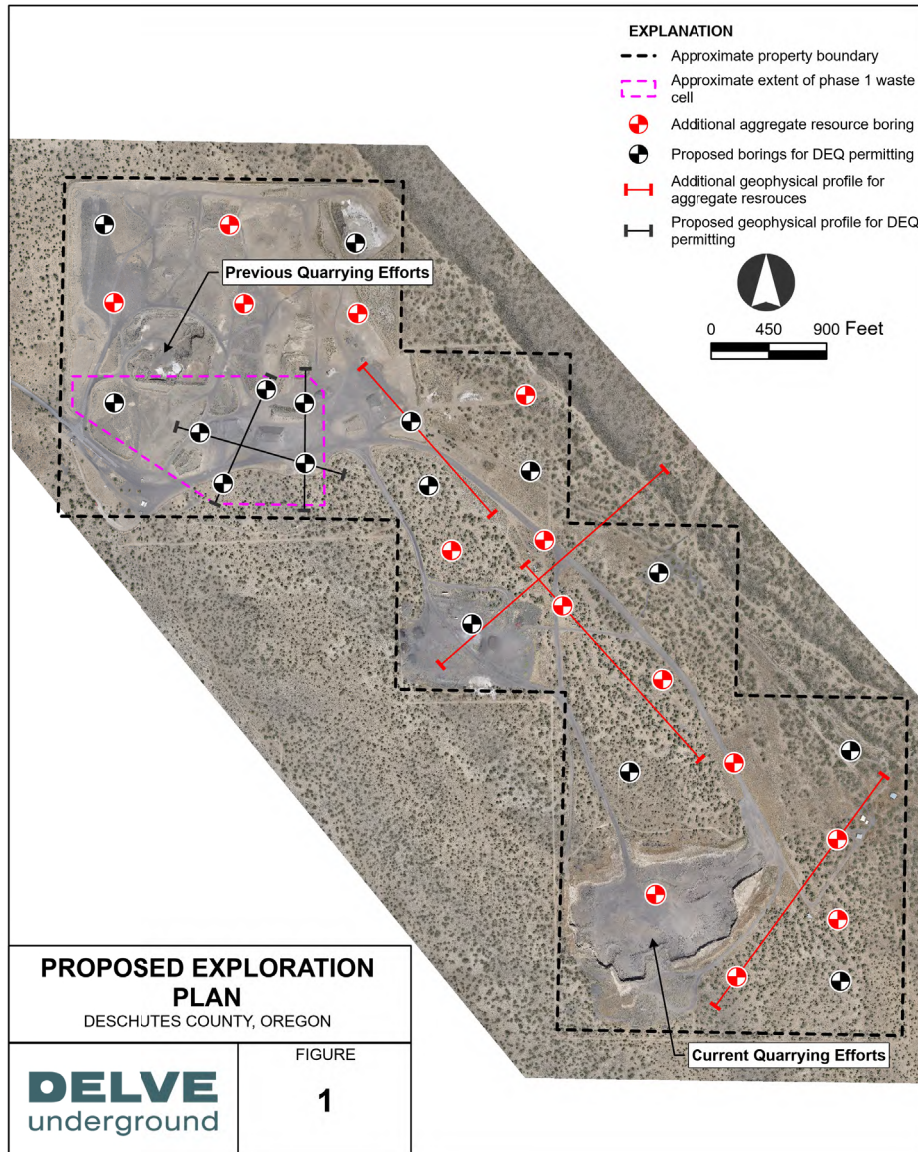 EXPLANATION
Approximate property boundary
Approximate extent of phase 1 waste
cell
Additional aggregate resource boring
Proposed borings for DEQ permitting
Additional geophysical profile for
aggregate resrouces
Proposed geophysical profile for DEQ
permitting
0 450 900 Feet
Previous Quarrying Efforts
Current Quarrying Efforts
PROPOSED EXPLORATION
PLAN
DESCHUTES COUNTY, OREGON
DELVE
underground
FIGURE
1